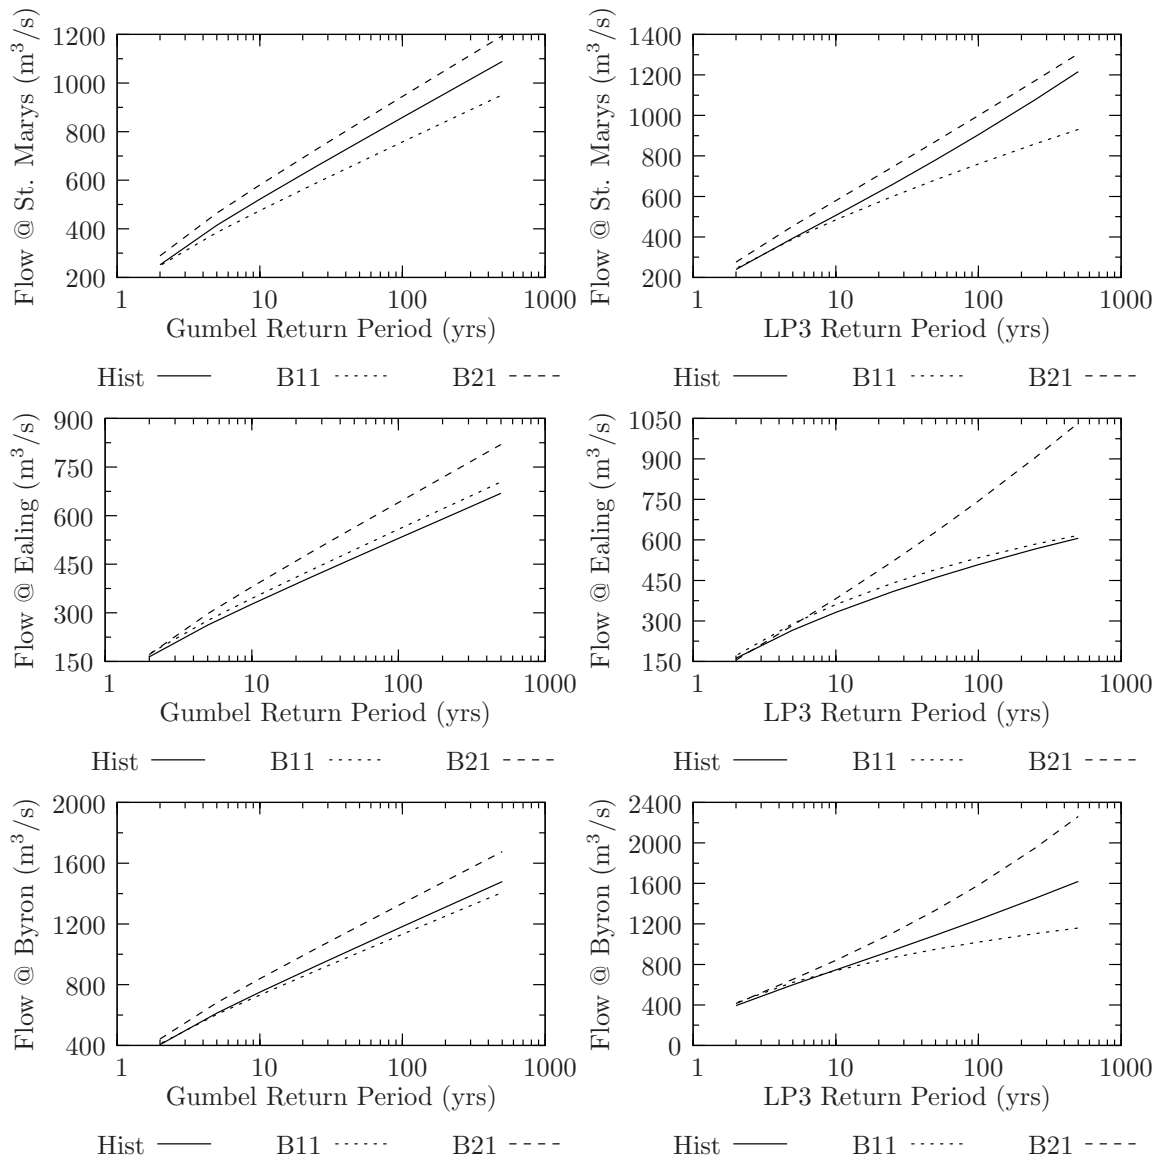 Flow @ St. Marys (m³/s)
1200
1000
800
600
400
200
1 10 100 1000
Gumbel Return Period (yrs)
Hist B11 B21
Flow @ St. Marys (m³/s)
1400
1200
1000
800
600
400
200
1 10 100 1000
LP3 Return Period (yrs)
Hist B11 B21
Flow @ Ealing (m³/s)
900
750
600
450
300
150
1 10 100 1000
Gumbel Return Period (yrs)
Hist B11 B21
Flow @ Ealing (m³/s)
1050
900
750
600
450
300
150
1 10 100 1000
LP3 Return Period (yrs)
Hist B11 B21
Flow @ Byron (m³/s)
2000
1600
1200
800
400
1 10 100 1000
Gumbel Return Period (yrs)
Hist B11 B21
Flow @ Byron (m³/s)
2400
2000
1600
1200
800
400
0
1 10 100 1000
LP3 Return Period (yrs)
Hist B11 B21